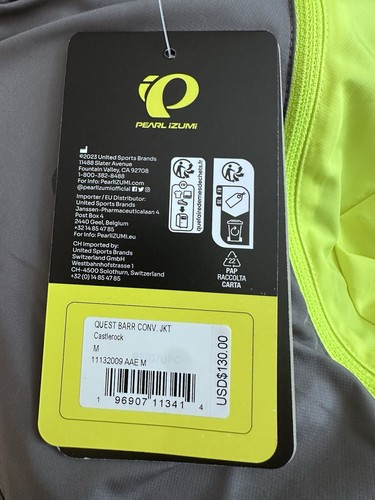 PEARL iZUMi
©2023 United Sports Brands
11488 Slater Avenue
Fountain Valley, CA 92708
1-800-382-8488
For Info: PearliZUMI.com
@pearlizumiofficial
Importer / EU Distributor:
United Sports Brands
Janssen-Pharmaceuticalaan 4
Post Box 4
2440 Geel, Belgium
+32 14 85 47 85
For Info: PearliZUMi.eu
CH Imported by:
United Sports Brands
Switzerland GmbH
Westbahnhofstrasse 1
CH-4500 Solothurn, Switzerland
+32 (0) 14 85 47 85
quefairedemesdechets.fr
FR
22
PAP
RACCOLTA
CARTA
QUEST BARR CONV. JKT
Castlerock
M
11132009 AAE M
1 96907 11341 4
USD$130.00